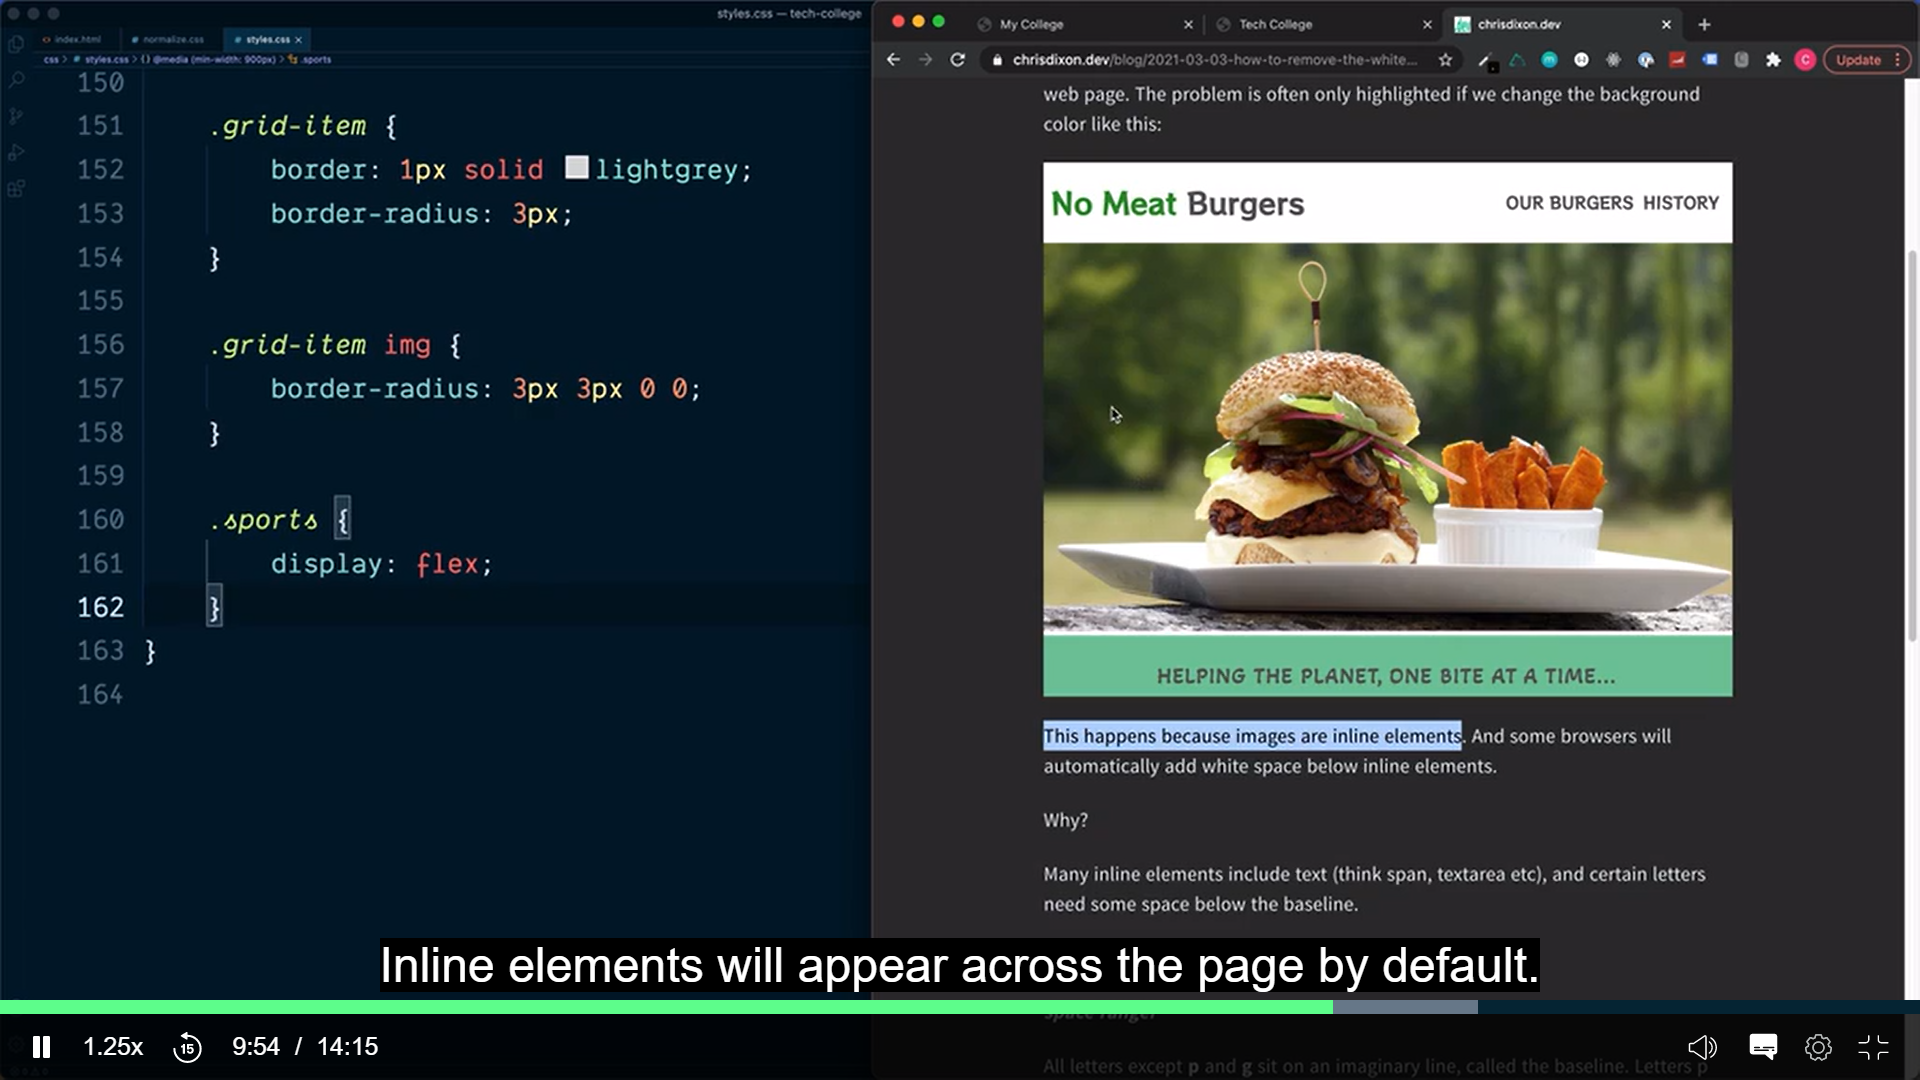 styles.css — tech-college
index.html
normalize.css
styles.css
css > styles.css > {} @media (min-width: 900px) > .sports
150
151 .grid-item {
152 border: 1px solid lightgrey;
153 border-radius: 3px;
154 }
155
156 .grid-item img {
157 border-radius: 3px 3px 0 0;
158 }
159
160 .sports {
161 display: flex;
162 }
163 }
164
My College
Tech College
chrisdixon.dev
chrisdixon.dev/blog/2021-03-03-how-to-remove-the-white...
C
Update
web page. The problem is often only highlighted if we change the background
color like this:
No Meat Burgers
OUR BURGERS HISTORY
HELPING THE PLANET, ONE BITE AT A TIME...
This happens because images are inline elements. And some browsers will
automatically add white space below inline elements.
Why?
Many inline elements include text (think span, textarea etc), and certain letters
need some space below the baseline.
Inline elements will appear across the page by default.
All letters except p and g sit on an imaginary line, called the baseline. Letters p
1.25x
15
9:54 / 14:15